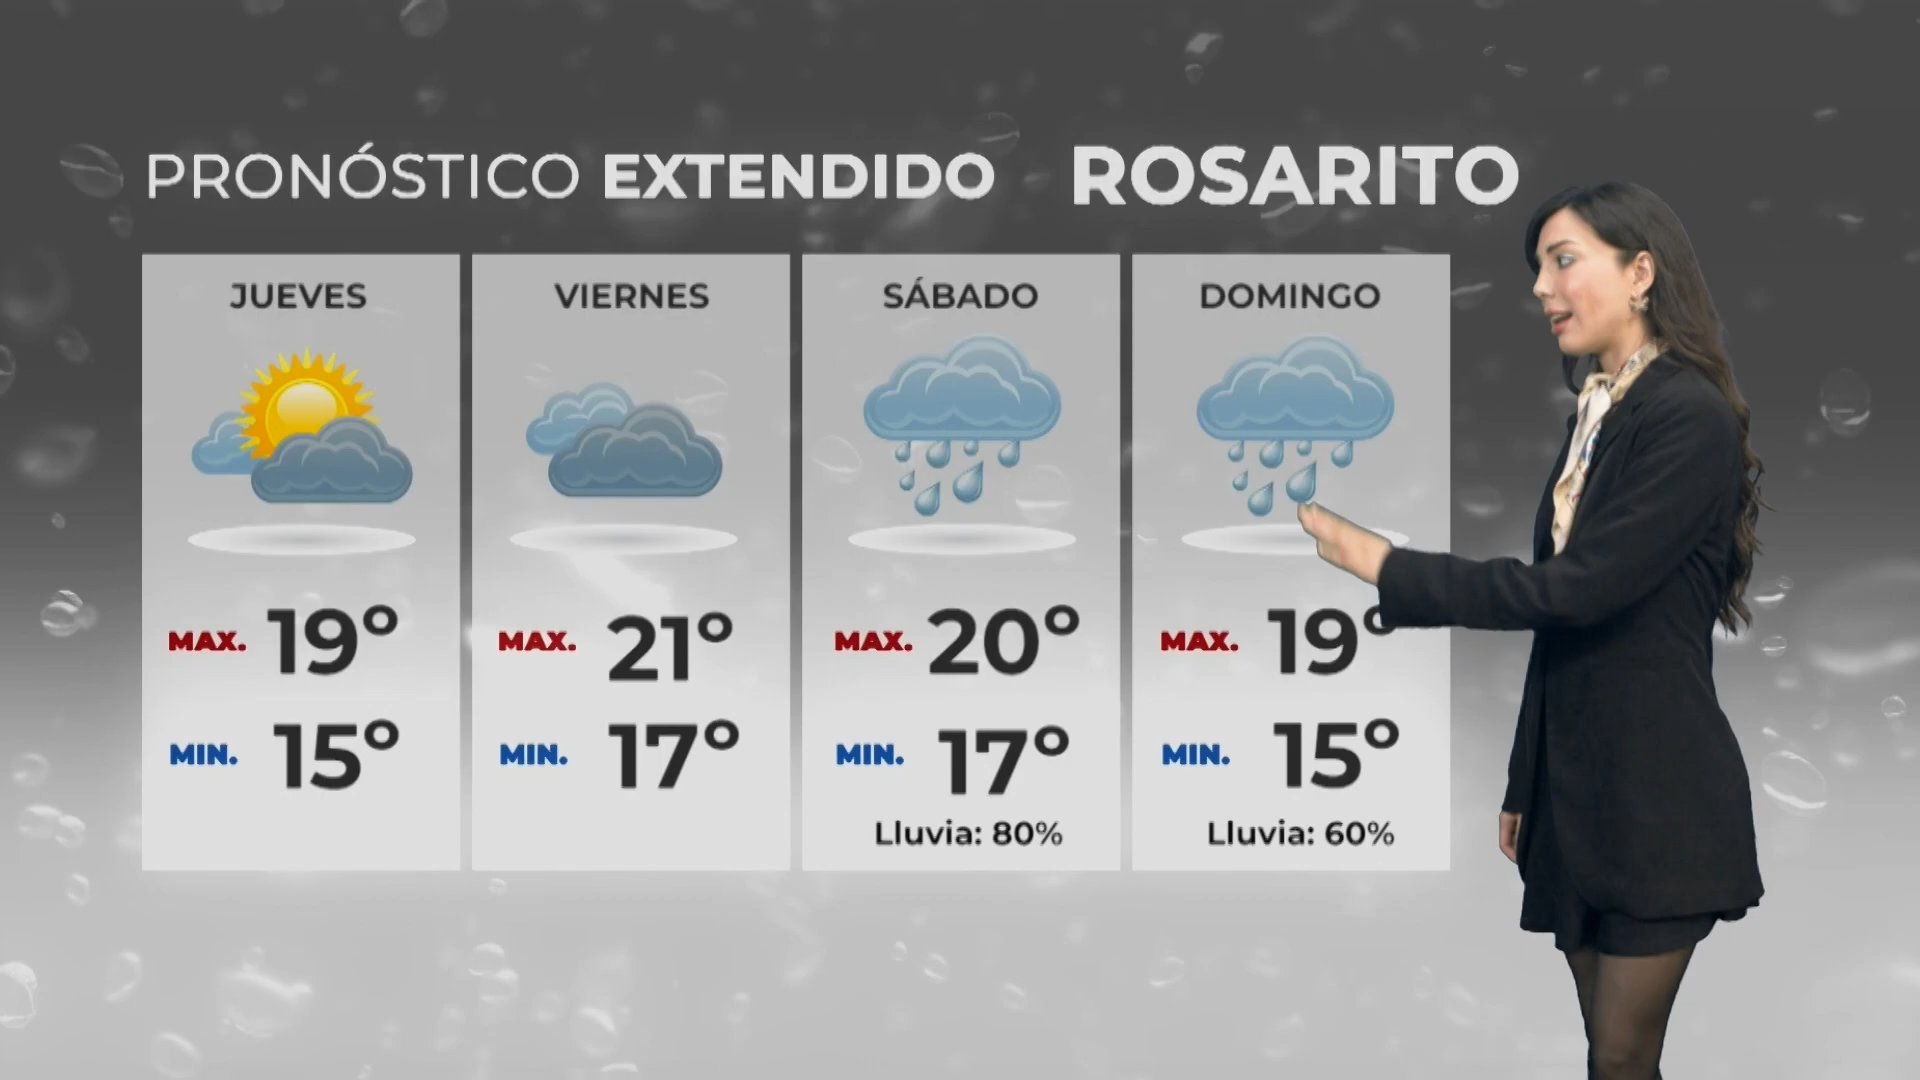 PRONÓSTICO EXTENDIDO ROSARITO
JUEVES
MAX. 19°
MIN. 15°
VIERNES
MAX. 21°
MIN. 17°
SÁBADO
MAX. 20°
MIN. 17°
Lluvia: 80%
DOMINGO
MAX. 19°
MIN. 15°
Lluvia: 60%